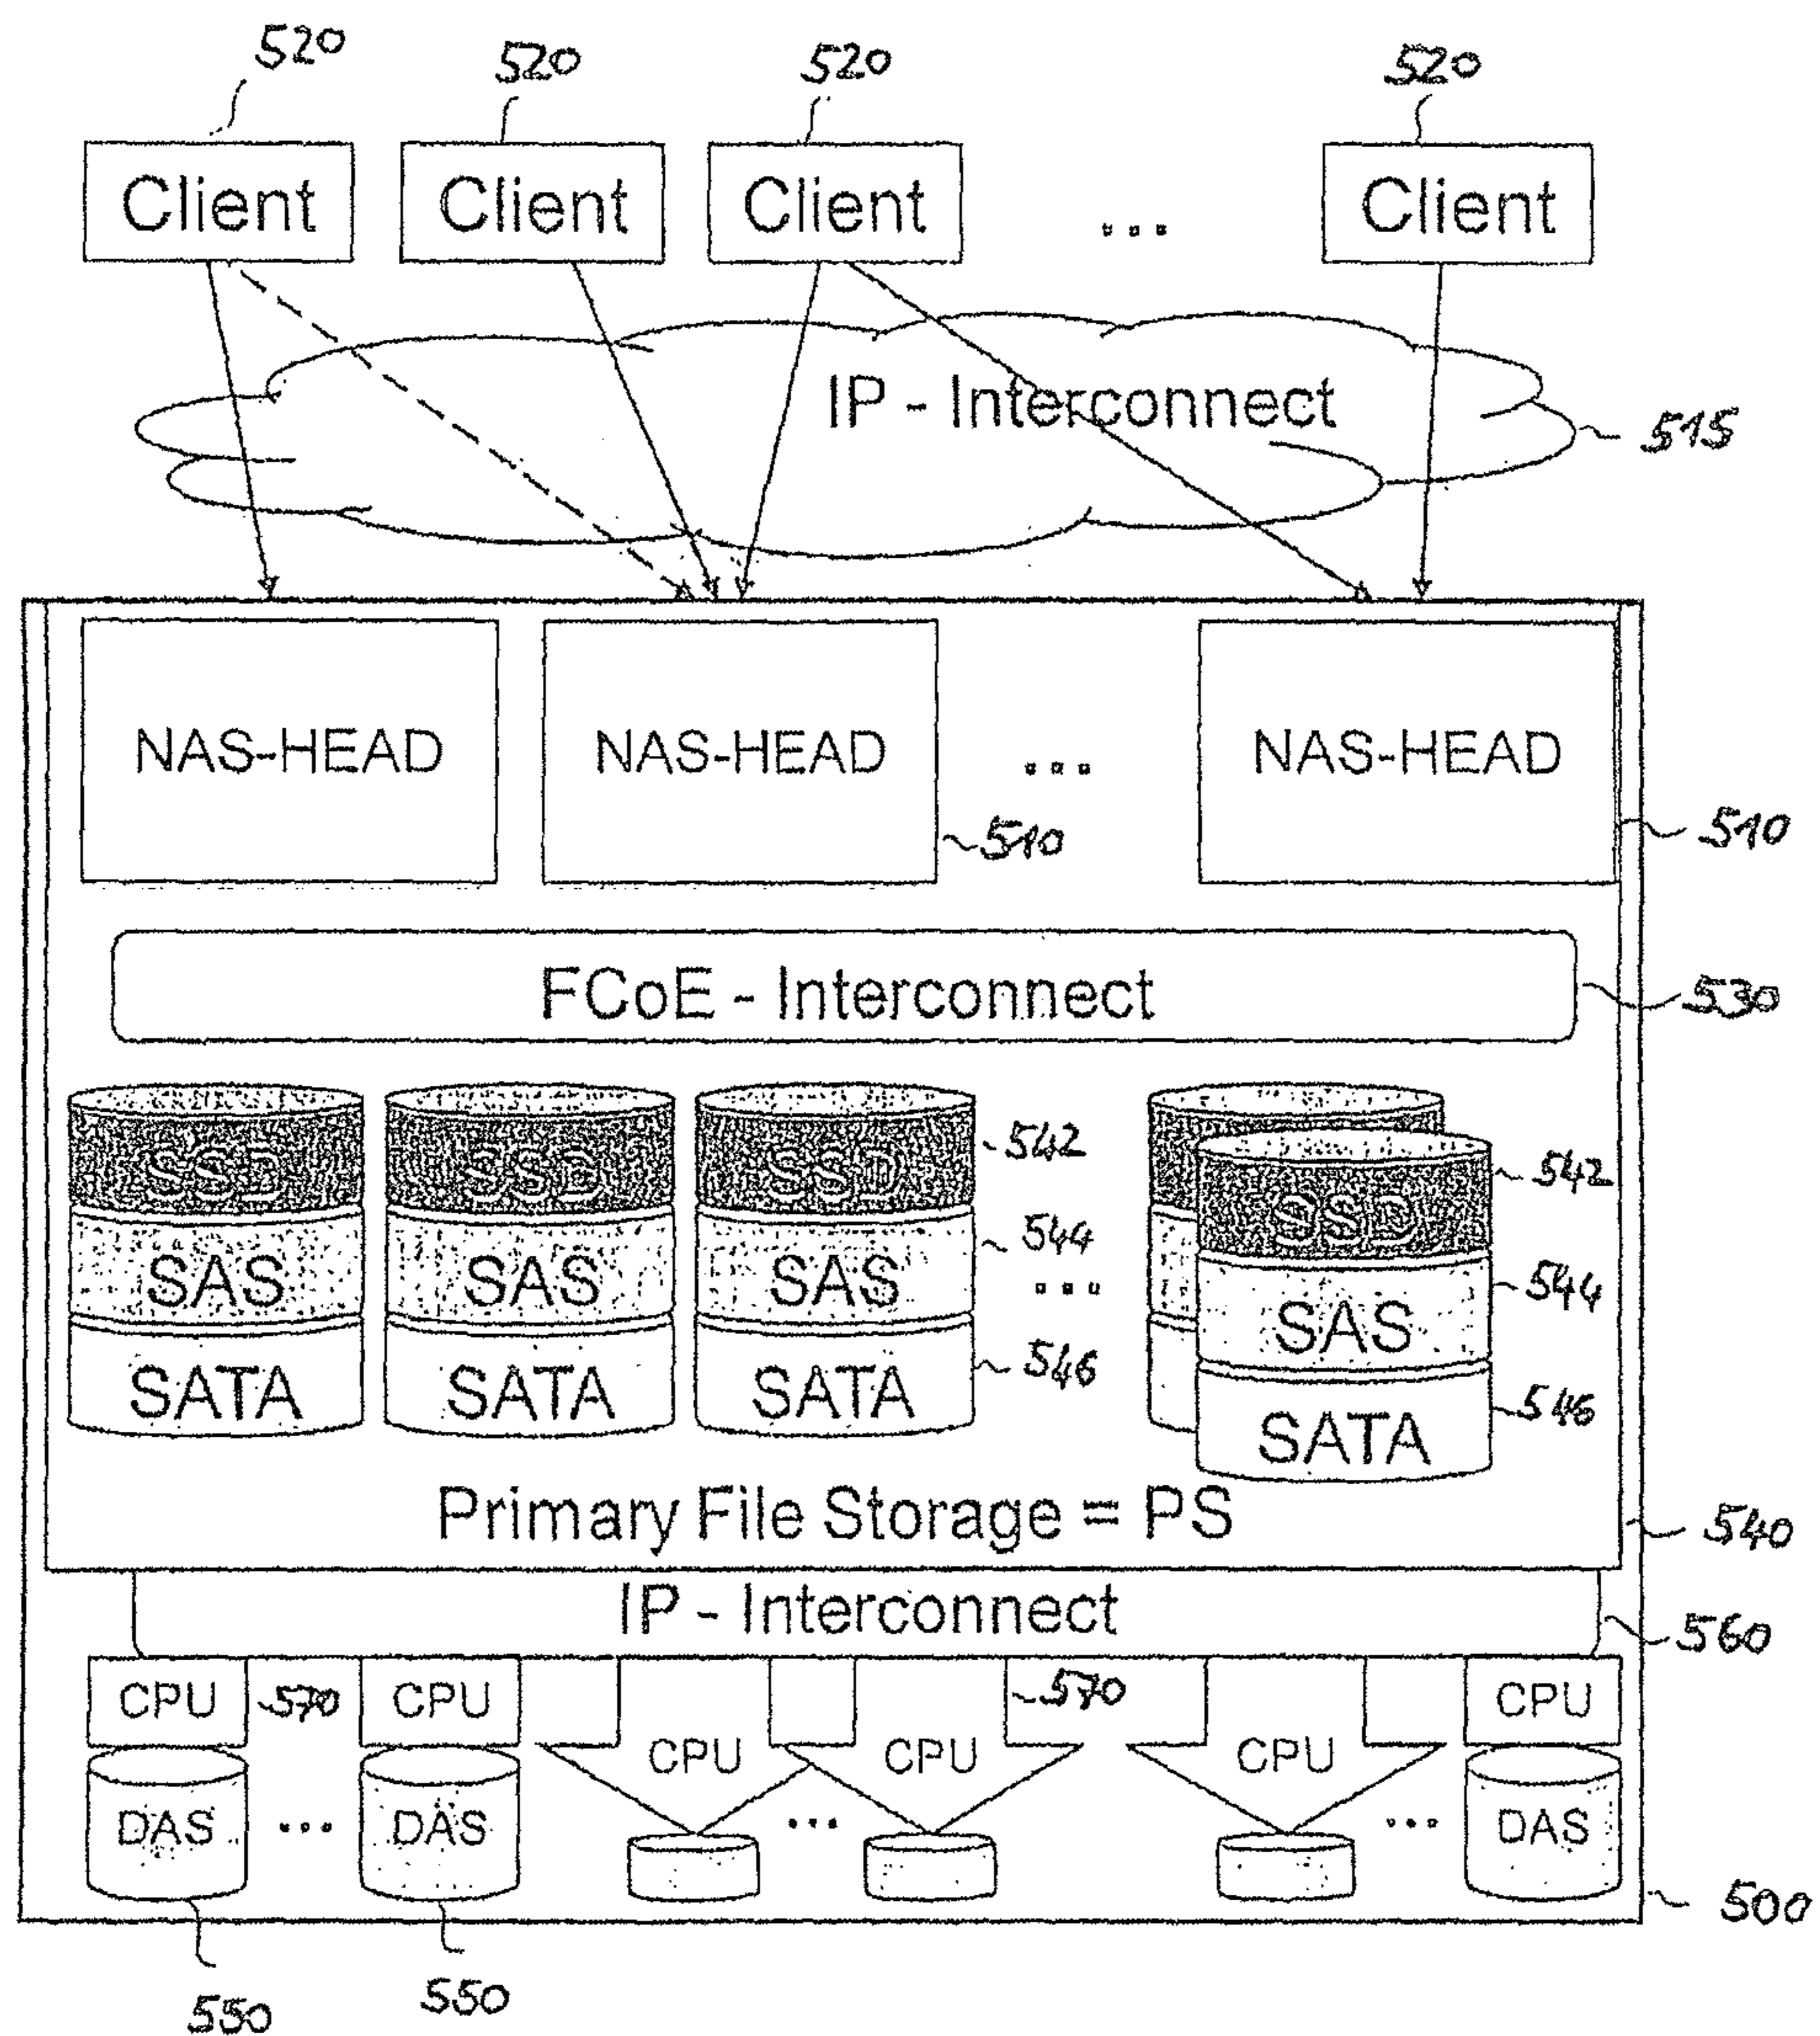 520 520 520 520
Client Client Client ... Client
IP - Interconnect
515
NAS-HEAD NAS-HEAD ... NAS-HEAD
510 510
FCoE - Interconnect 530
SSD SSD SSD 542 SSD 542
SAS SAS SAS 544 ... SAS 544
SATA SATA SATA 546 SATA 546
Primary File Storage = PS 540
IP - Interconnect 560
CPU 570 CPU 570 CPU
CPU CPU CPU
DAS ... DAS ... ... DAS
500
550 550